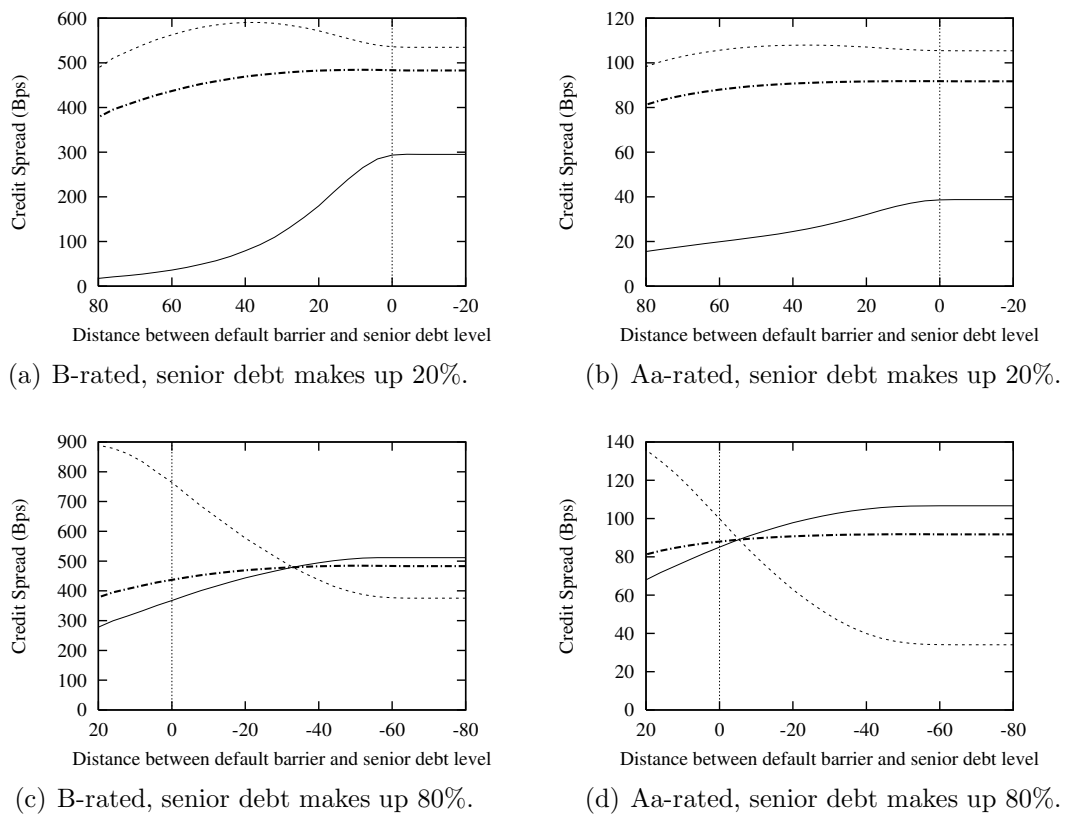 600
500
400
300
200
100
0
Credit Spread (Bps)
80 60 40 20 0 -20
Distance between default barrier and senior debt level
(a) B-rated, senior debt makes up 20%.
120
100
80
60
40
20
0
Credit Spread (Bps)
80 60 40 20 0 -20
Distance between default barrier and senior debt level
(b) Aa-rated, senior debt makes up 20%.
900
800
700
600
500
400
300
200
100
0
Credit Spread (Bps)
20 0 -20 -40 -60 -80
Distance between default barrier and senior debt level
(c) B-rated, senior debt makes up 80%.
140
120
100
80
60
40
20
0
Credit Spread (Bps)
20 0 -20 -40 -60 -80
Distance between default barrier and senior debt level
(d) Aa-rated, senior debt makes up 80%.